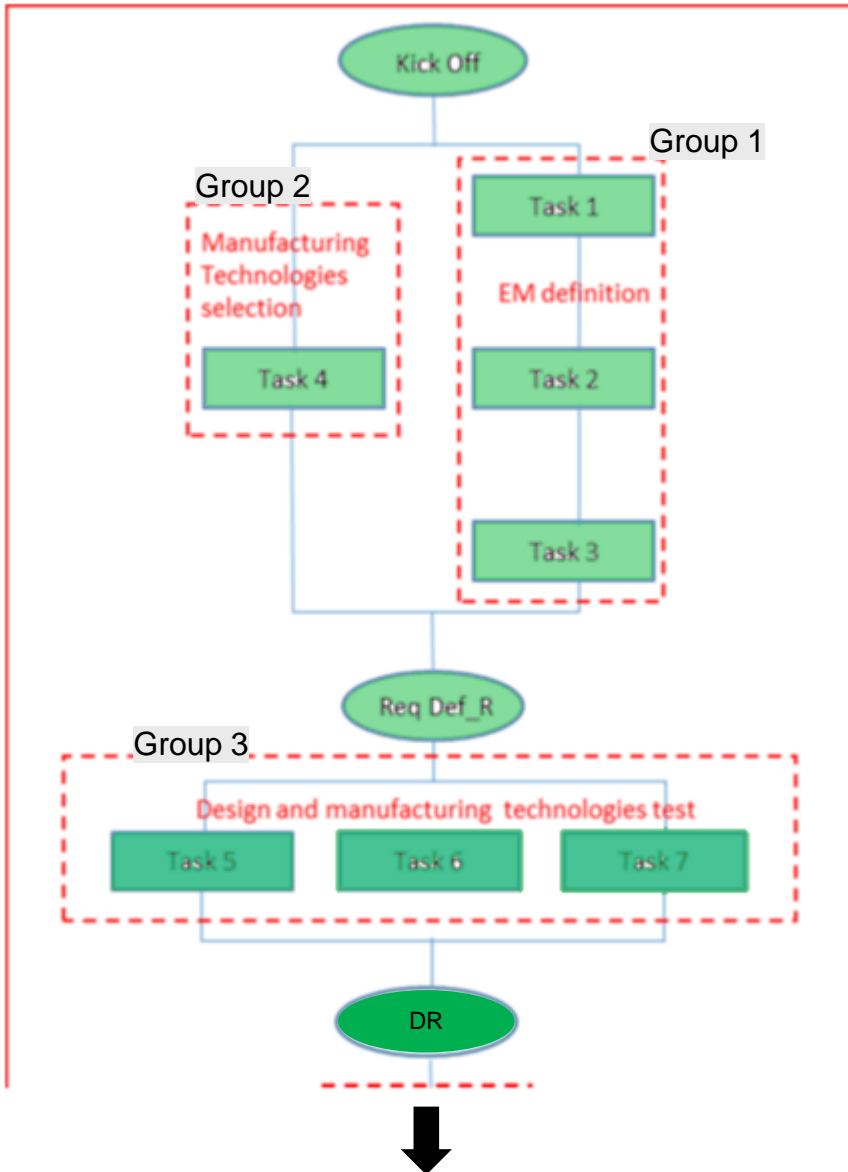 Kick Off
Group 1
Group 2
Task 1
Manufacturing
Technologies
selection
EM definition
Task 4
Task 2
Task 3
Req Def_R
Group 3
Design and manufacturing technologies test
Task 5
Task 6
Task 7
DR